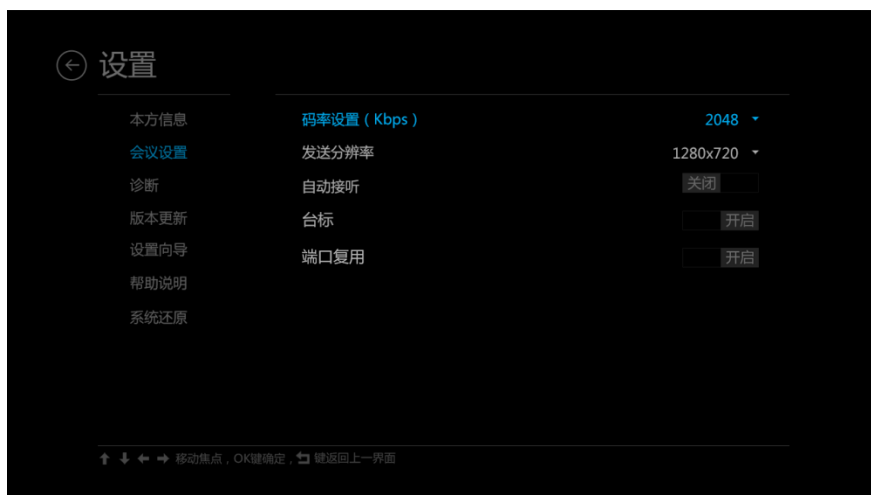 设置
本方信息
会议设置
诊断
版本更新
设置向导
帮助说明
系统还原
码率设置（Kbps） 2048
发送分辨率 1280x720
自动接听 关闭
台标 开启
端口复用 开启
移动焦点，OK键确定， 键返回上一界面